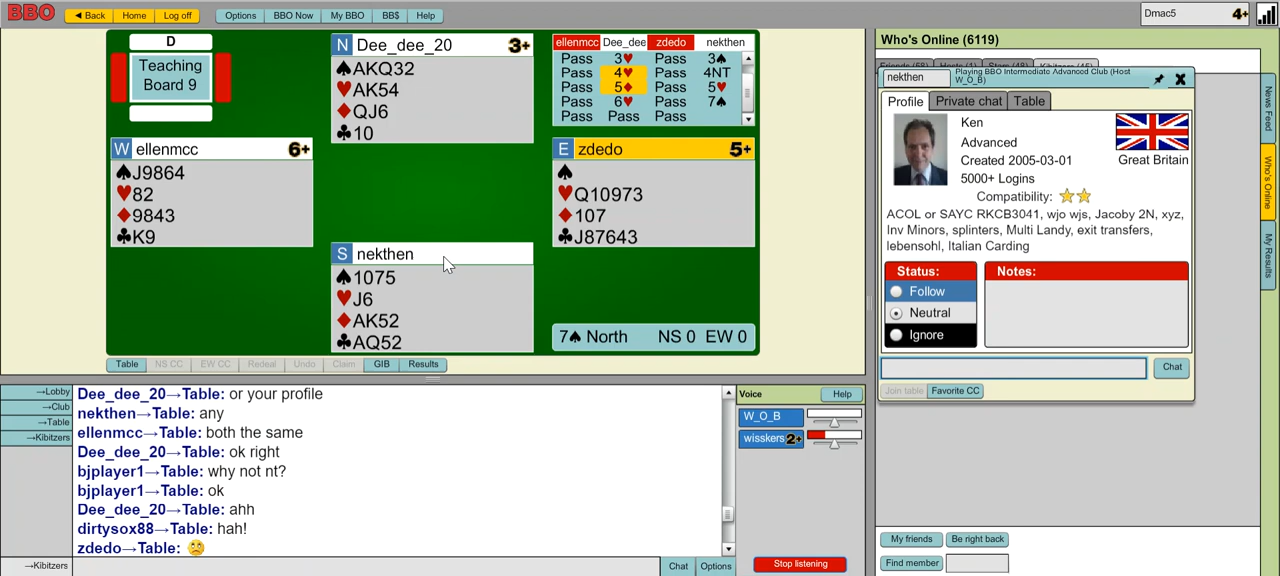 BBO
◄ Back
Home
Log off
Options
BBO Now
My BBO
BB$
Help
Dmac5
4+
D
Teaching
Board 9
N Dee_dee_20 3+
♠AKQ32
♥AK54
♦QJ6
♣10
ellenmcc Dee_dee zdedo nekthen
Pass 3♥ Pass 3♠
Pass 4♥ Pass 4NT
Pass 5♦ Pass 5♥
Pass 6♥ Pass 7♠
Pass Pass Pass
W ellenmcc 6+
♠J9864
♥82
♦9843
♣K9
E zdedo 5+
♠
♥Q10973
♦107
♣J87643
S nekthen
♠1075
♥J6
♦AK52
♣AQ52
7♠ North NS 0 EW 0
Table
NS CC
EW CC
Redeal
Undo
Claim
GIB
Results
→Lobby
→Club
→Table
→Kibitzers
Dee_dee_20→Table: or your profile
nekthen→Table: any
ellenmcc→Table: both the same
Dee_dee_20→Table: ok right
bjplayer1→Table: why not nt?
bjplayer1→Table: ok
Dee_dee_20→Table: ahh
dirtysox88→Table: hah!
zdedo→Table:
→Kibitzers
Chat
Options
Voice
Help
W_O_B
wisskers 2+
Stop listening
Who's Online (6119)
nekthen
Playing BBO Intermediate Advanced Club (Host
W_O_B)
Profile
Private chat
Table
Ken
Advanced
Created 2005-03-01
5000+ Logins
Great Britain
Compatibility:
ACOL or SAYC RKCB3041, wjo wjs, Jacoby 2N, xyz,
Inv Minors, splinters, Multi Landy, exit transfers,
lebensohl, Italian Carding
Status:
Follow
Neutral
Ignore
Notes:
Chat
Join table
Favorite CC
My friends
Be right back
Find member
News Feed
Who's Online
My Results